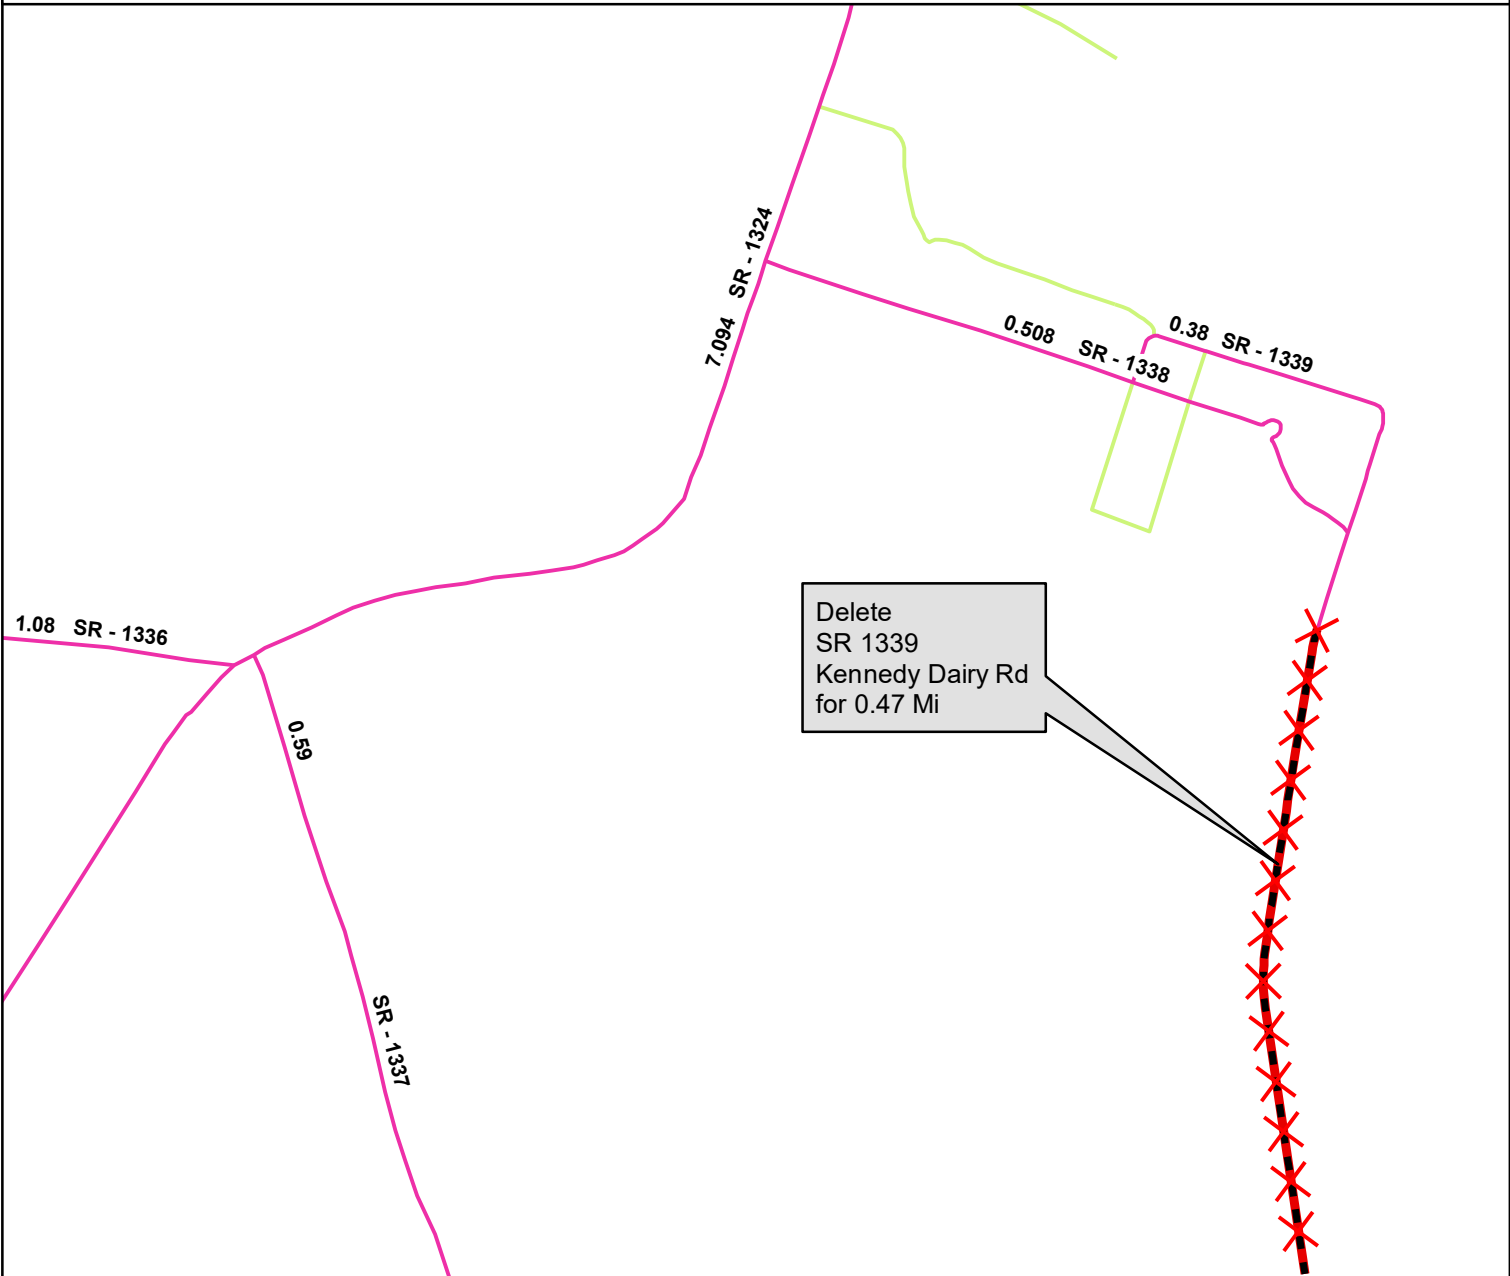 7.094 SR - 1324
0.508 SR - 1338
0.38 SR - 1339
1.08 SR - 1336
0.59 SR - 1337
Delete
SR 1339
Kennedy Dairy Rd
for 0.47 Mi